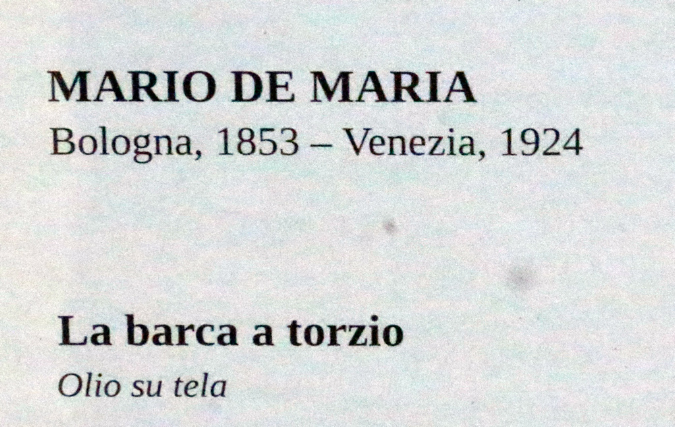 MARIO DE MARIA
Bologna, 1853 – Venezia, 1924
La barca a torzio
Olio su tela